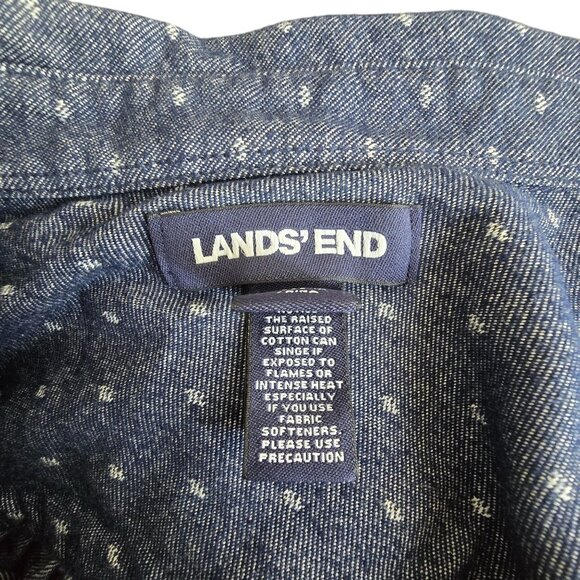 LANDS' END
THE RAISED
SURFACE OF
COTTON CAN
SINGE IF
EXPOSED TO
FLAMES OR
INTENSE HEAT
ESPECIALLY
IF YOU USE
FABRIC
SOFTENERS.
PLEASE USE
PRECAUTION